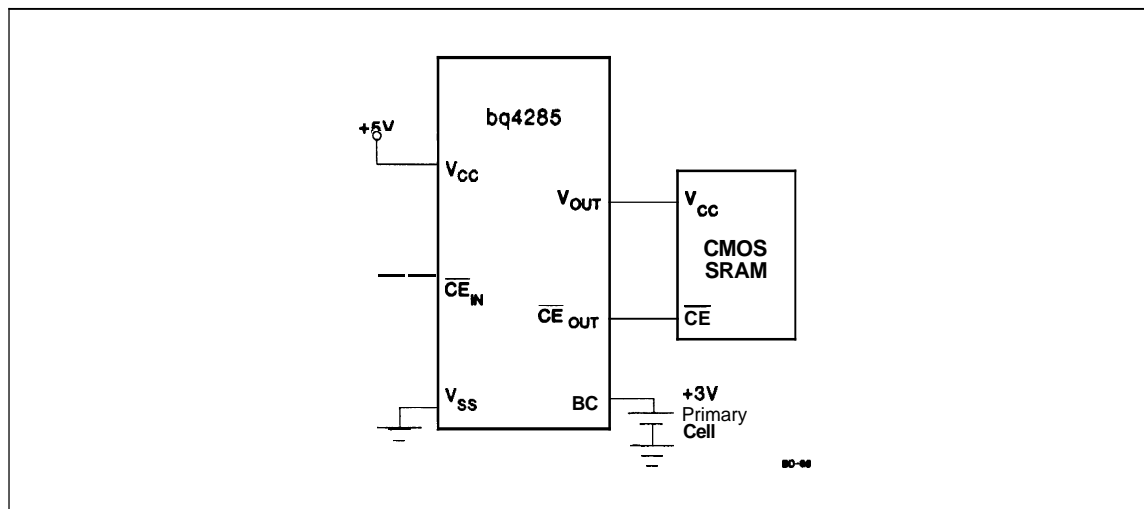 bq4285
+5V
VCC
VOUT
VCC
CMOS
SRAM
CEIN
CEOUT
CE
VSS
BC
+3V
Primary
Cell